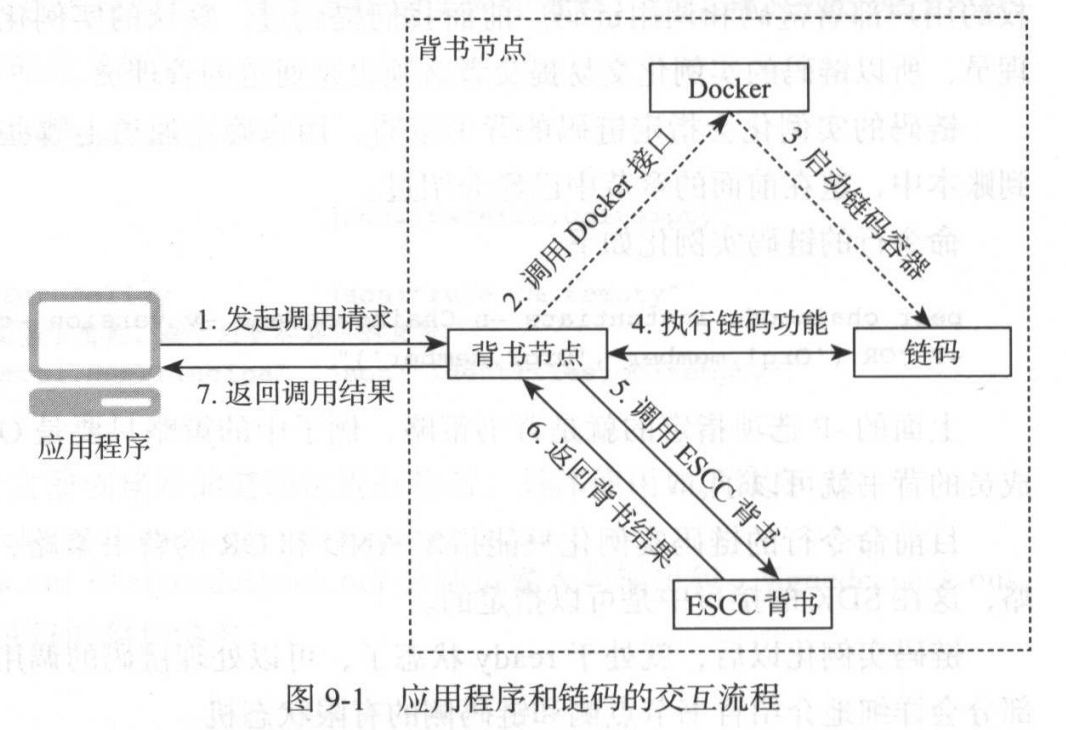 背书节点
Docker
2. 调用 Docker 接口
3. 启动链码容器
1. 发起调用请求
背书节点
4. 执行链码功能
链码
7. 返回调用结果
应用程序
5. 调用 ESCC 背书
6. 返回背书结果
ESCC 背书
图 9-1 应用程序和链码的交互流程